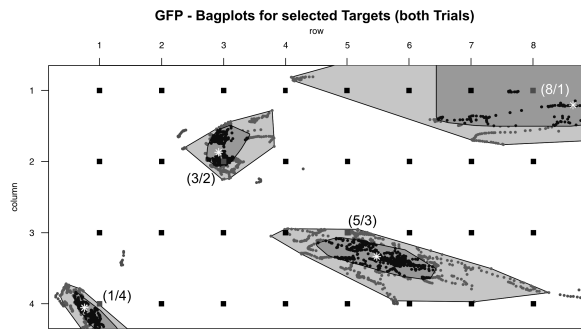 GFP - Bagplots for selected Targets (both Trials)
row
1 2 3 4 5 6 7 8
column
1
(8/1)
2
(3/2)
(5/3)
3
(1/4)
4